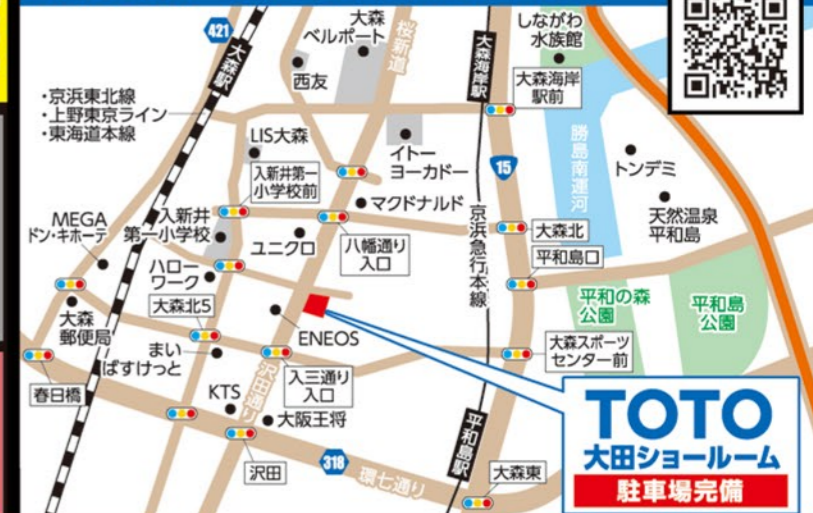 421
大森駅
大森
ベルポート
西友
桜新道
大森海岸駅
しながわ
水族館
大森海岸
駅前
・京浜東北線
・上野東京ライン
・東海道本線
LIS大森
イトー
ヨーカドー
15
勝島南運河
トンデミ
入新井第一
小学校前
マクドナルド
天然温泉
平和島
MEGA
ドン・キホーテ
入新井
第一小学校
ユニクロ
八幡通り
入口
京浜急行本線
大森北
平和島口
ハロー
ワーク
大森北5
大森
郵便局
平和の森
公園
平和島
公園
ENEOS
まい
ばすけっと
入三通り
入口
大森スポーツ
センター前
春日橋
KTS
沢田通り
大阪王将
沢田
318
環七通り
平和島駅
大森東
TOTO
大田ショールーム
駐車場完備